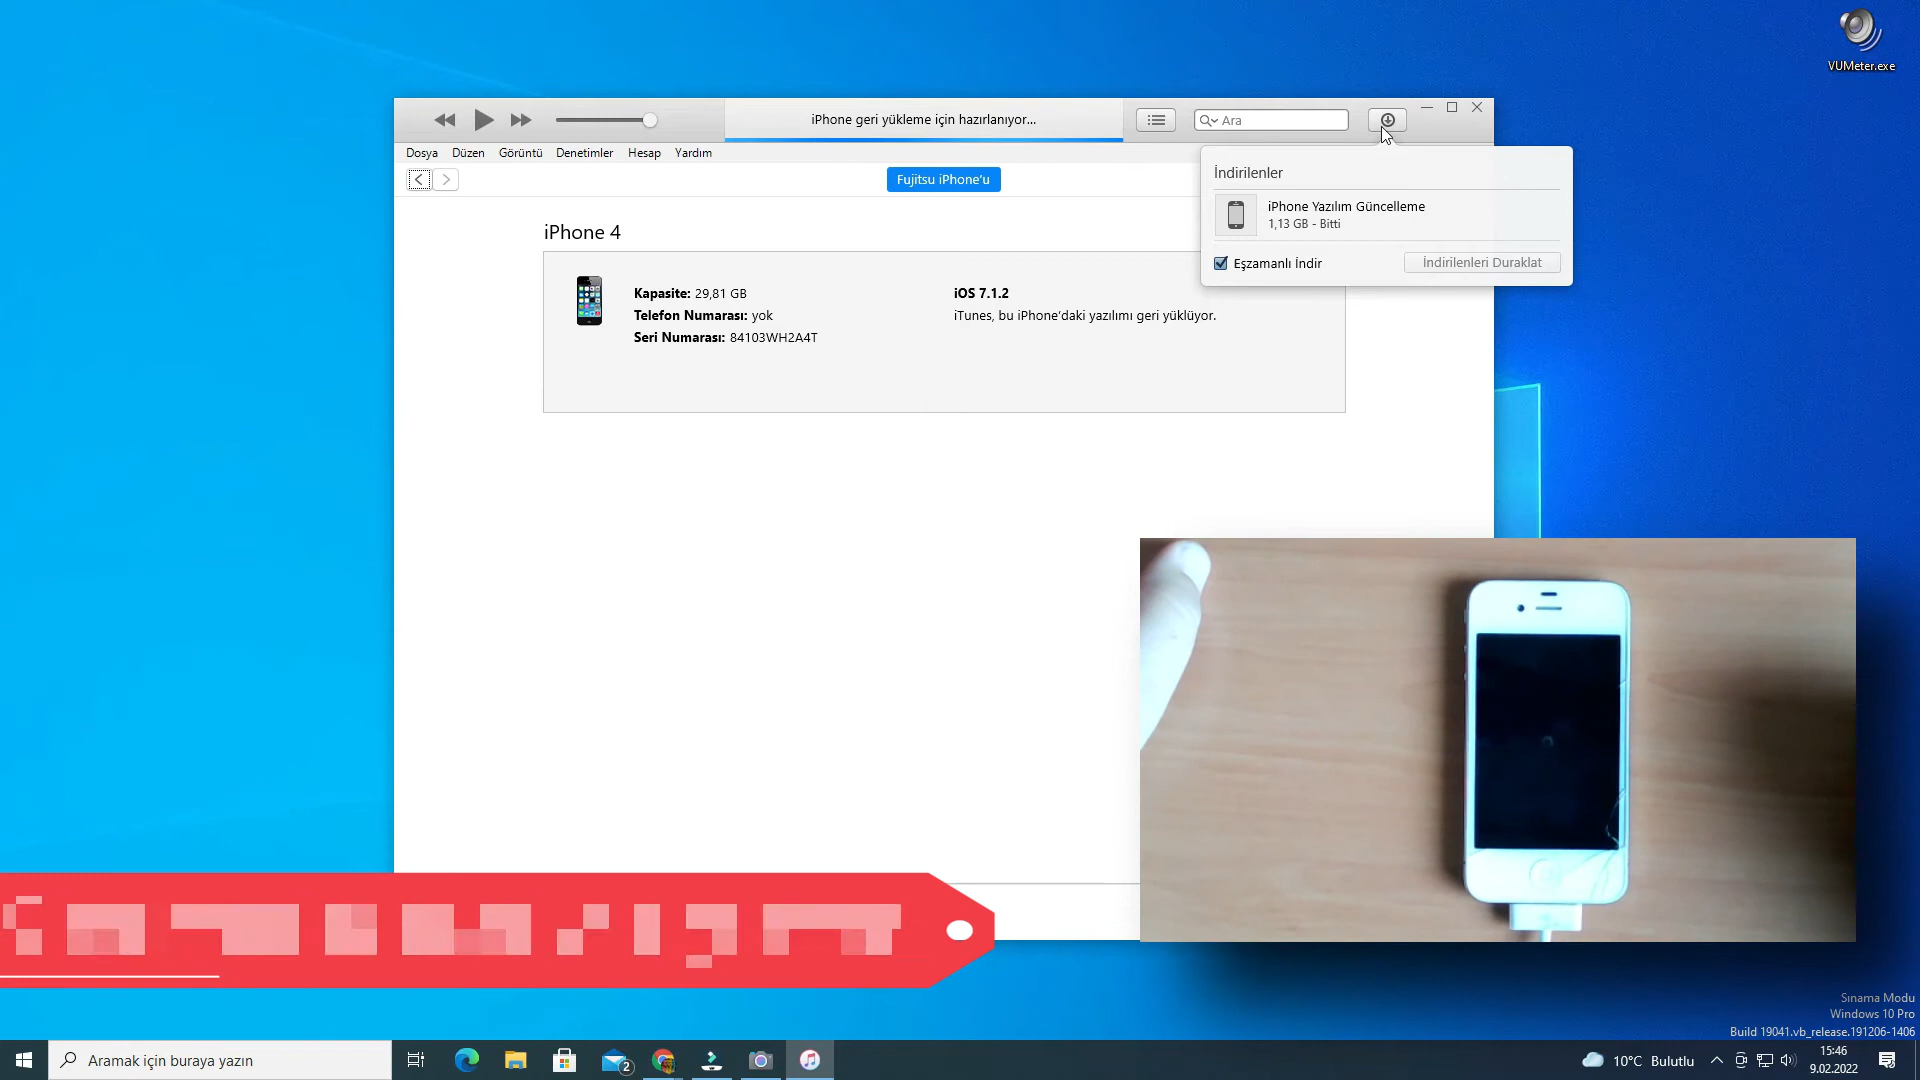 VUMeter.exe
iPhone geri yükleme için hazırlanıyor...
Ara
Dosya Düzen Görüntü Denetimler Hesap Yardım
Fujitsu iPhone'u
İndirilenler
iPhone Yazılım Güncelleme
1,13 GB - Bitti
Eşzamanlı İndir
İndirilenleri Duraklat
iPhone 4
Kapasite: 29,81 GB
Telefon Numarası: yok
Seri Numarası: 84103WH2A4T
iOS 7.1.2
iTunes, bu iPhone'daki yazılımı geri yüklüyor.
Sınama Modu
Windows 10 Pro
Build 19041.vb_release.191206-1406
Aramak için buraya yazın
2
10°C Bulutlu
15:46
9.02.2022